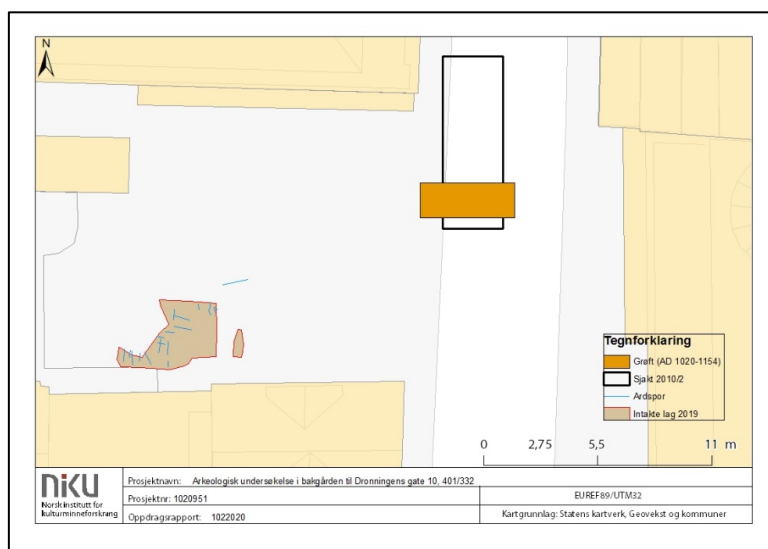 N
Tegnforklaring
Grøft (AD 1020-1154)
Sjakt 2010/2
Ardspor
Intakte lag 2019
0 2,75 5,5 11 m
niku
Norsk institutt for
kulturminneforskning
Prosjektnavn: Arkeologisk undersøkelse i bakgården til Dronningens gate 10, 401/332
Prosjektnr: 1020951
Oppdragsrapport: 1022020
EUREF89/UTM32
Kartgrunnlag: Statens kartverk, Geovekst og kommuner